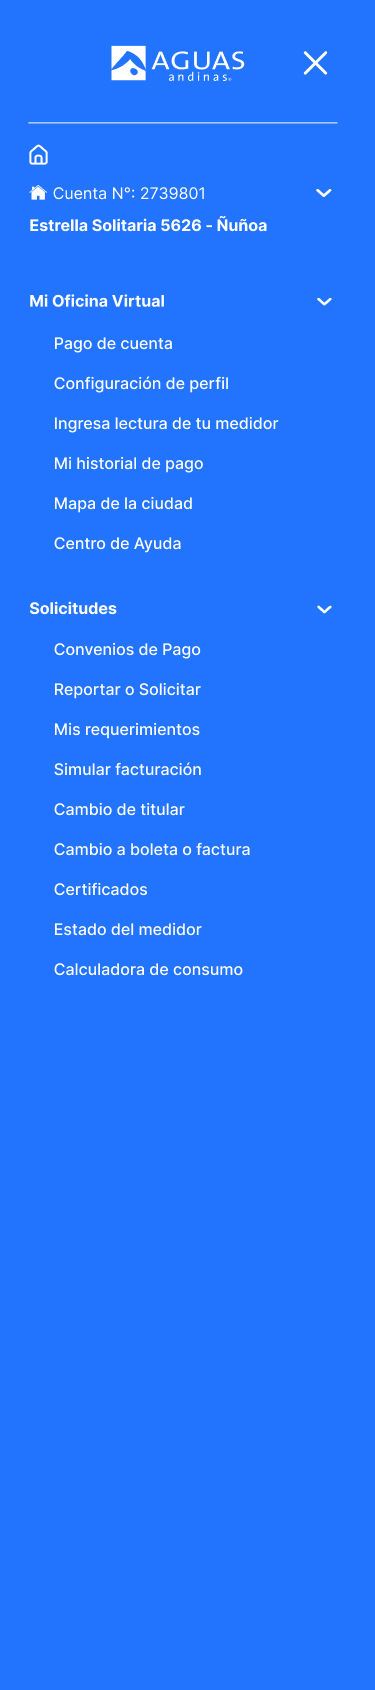 AGUAS
andinas
Cuenta N°: 2739801
Estrella Solitaria 5626 - Ñuñoa
Mi Oficina Virtual
Pago de cuenta
Configuración de perfil
Ingresa lectura de tu medidor
Mi historial de pago
Mapa de la ciudad
Centro de Ayuda
Solicitudes
Convenios de Pago
Reportar o Solicitar
Mis requerimientos
Simular facturación
Cambio de titular
Cambio a boleta o factura
Certificados
Estado del medidor
Calculadora de consumo